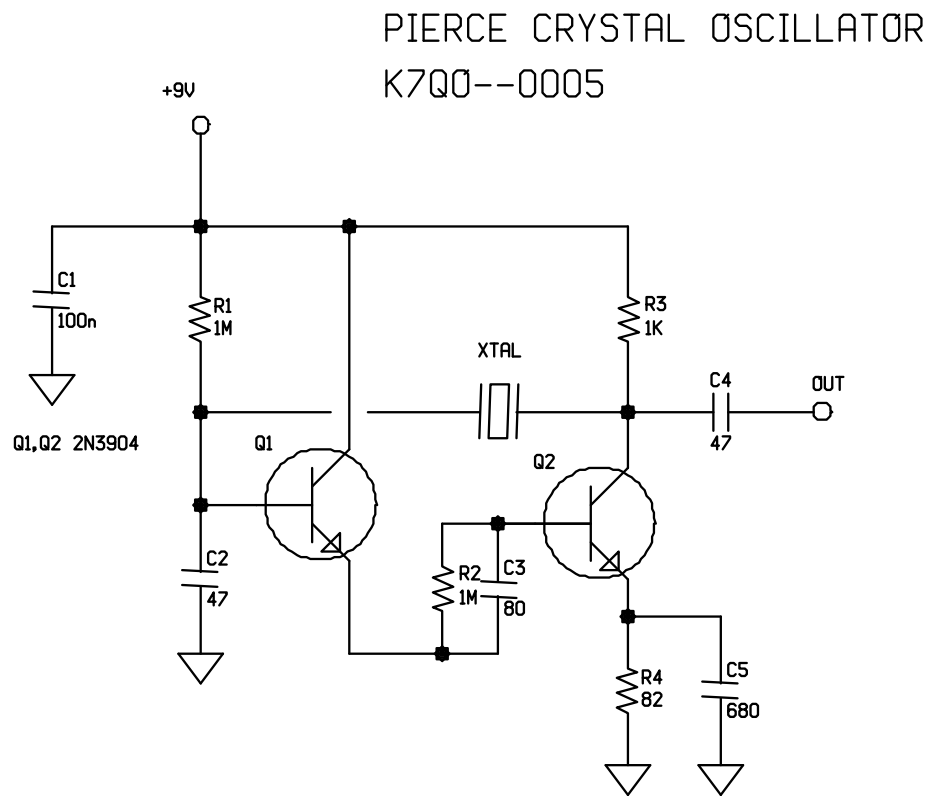 PIERCE CRYSTAL OSCILLATOR
K7QO--0005
+9V
C1
100n
R1
1M
R3
1K
XTAL
C4
47
OUT
Q1,Q2 2N3904
Q1
Q2
C2
47
R2
1M
C3
80
R4
82
C5
680